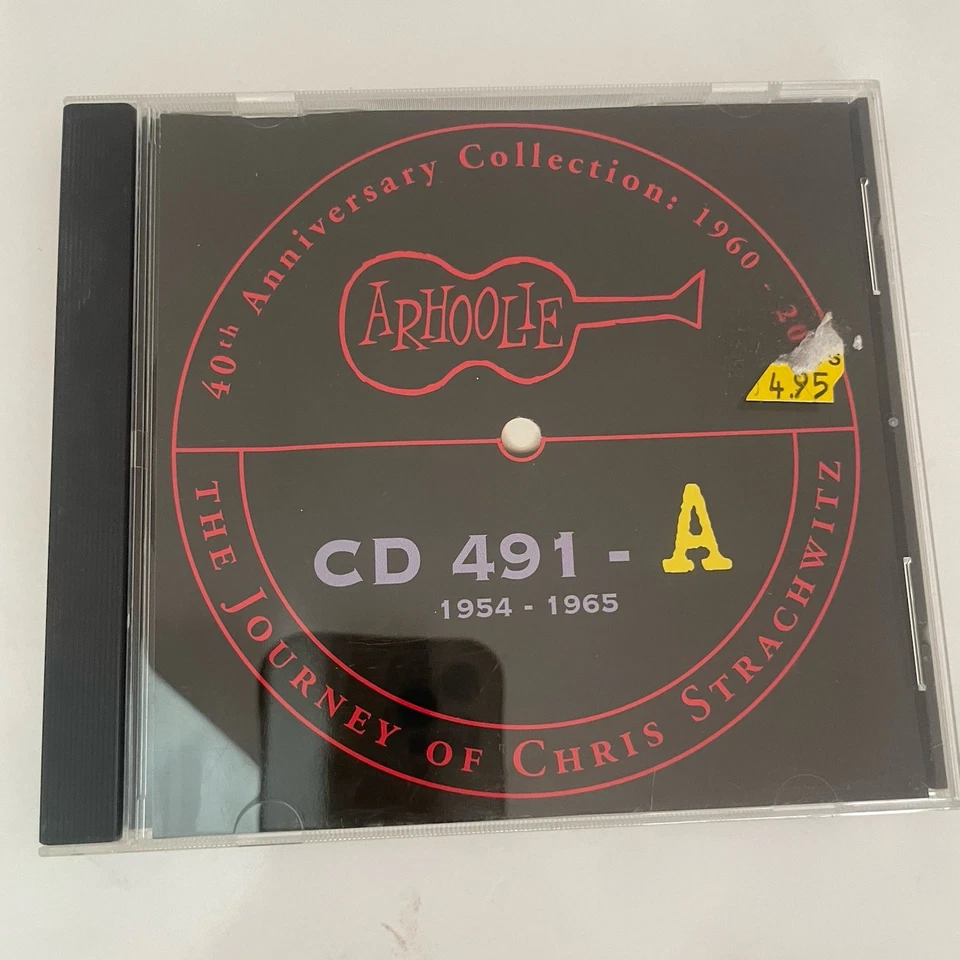 40th Anniversary Collection: 1960 - 20
ARHOOLIE
4.95
CD 491 - A
1954 - 1965
THE JOURNEY OF CHRIS STRACHWITZ